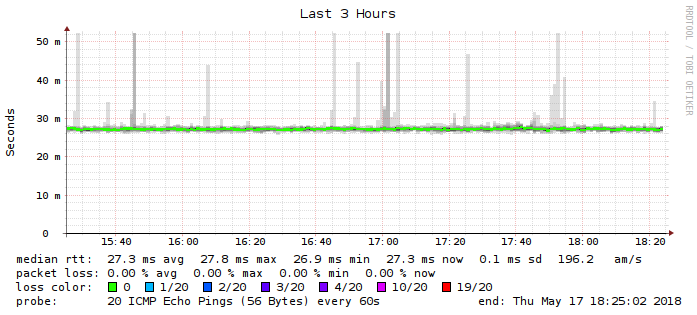 Last 3 Hours
RRDTOOL / TOBI OETIKER
Seconds
50 m
40 m
30 m
20 m
10 m
0
15:40 16:00 16:20 16:40 17:00 17:20 17:40 18:00 18:20
median rtt: 27.3 ms avg 27.8 ms max 26.9 ms min 27.3 ms now 0.1 ms sd 196.2 am/s
packet loss: 0.00 % avg 0.00 % max 0.00 % min 0.00 % now
loss color: 0 1/20 2/20 3/20 4/20 10/20 19/20
probe: 20 ICMP Echo Pings (56 Bytes) every 60s end: Thu May 17 18:25:02 2018